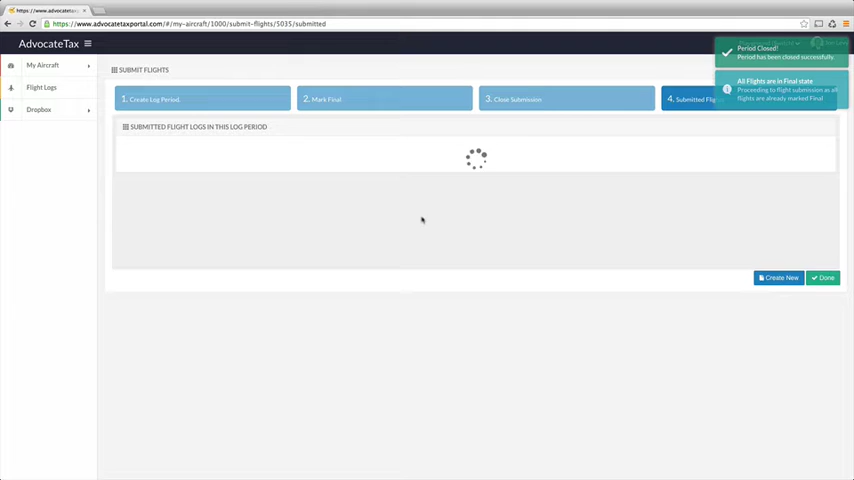 https://www.advocatetax
https://www.advocatetaxportal.com/#/my-aircraft/1000/submit-flights/5035/submitted
AdvocateTax
Period Closed!
Period has been closed successfully.
My Aircraft
SUBMIT FLIGHTS
All Flights are in Final state
Proceeding to flight submission as all
flights are already marked Final
Flight Logs
1. Create Log Period
2. Mark Final
3. Close Submission
4. Submitted
Dropbox
SUBMITTED FLIGHT LOGS IN THIS LOG PERIOD
Create New
Done